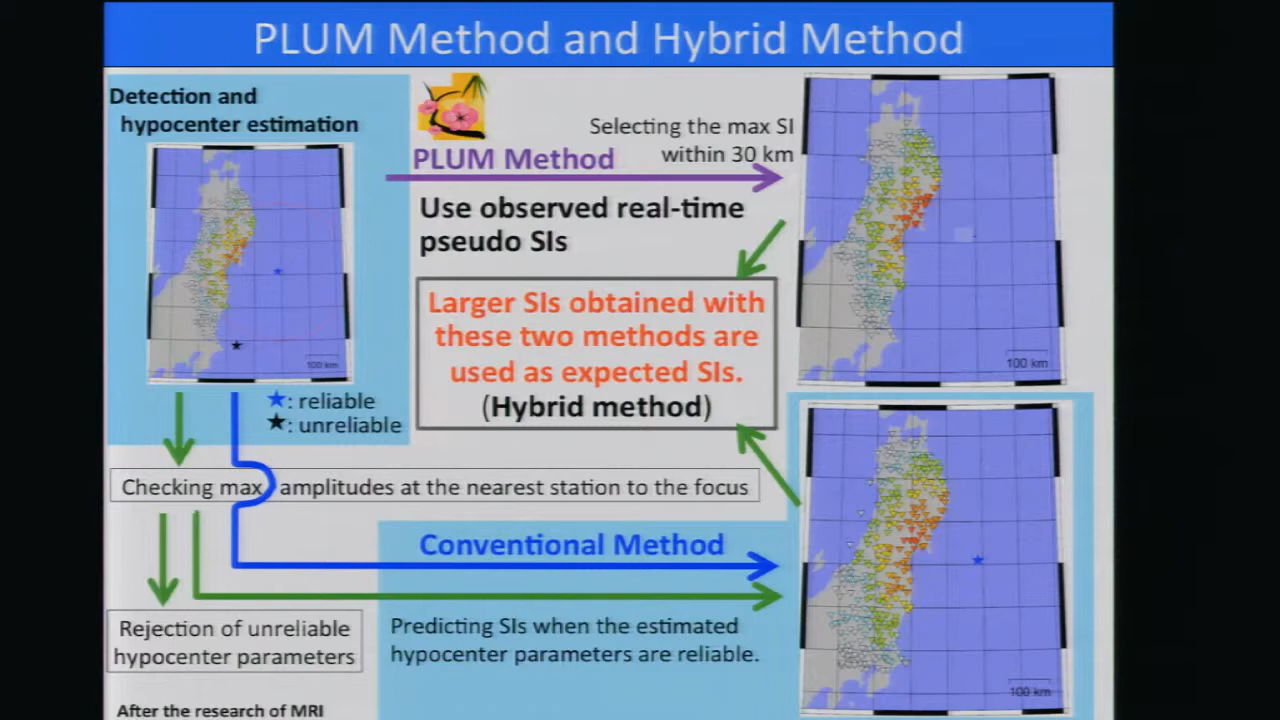 PLUM Method and Hybrid Method
Detection and
hypocenter estimation
100 km
★: reliable
★: unreliable
PLUM Method
Selecting the max SI
within 30 km
Use observed real-time
pseudo SIs
100 km
Larger SIs obtained with
these two methods are
used as expected SIs.
(Hybrid method)
Checking max amplitudes at the nearest station to the focus
Conventional Method
Predicting SIs when the estimated
hypocenter parameters are reliable.
100 km
Rejection of unreliable
hypocenter parameters
After the research of MRI